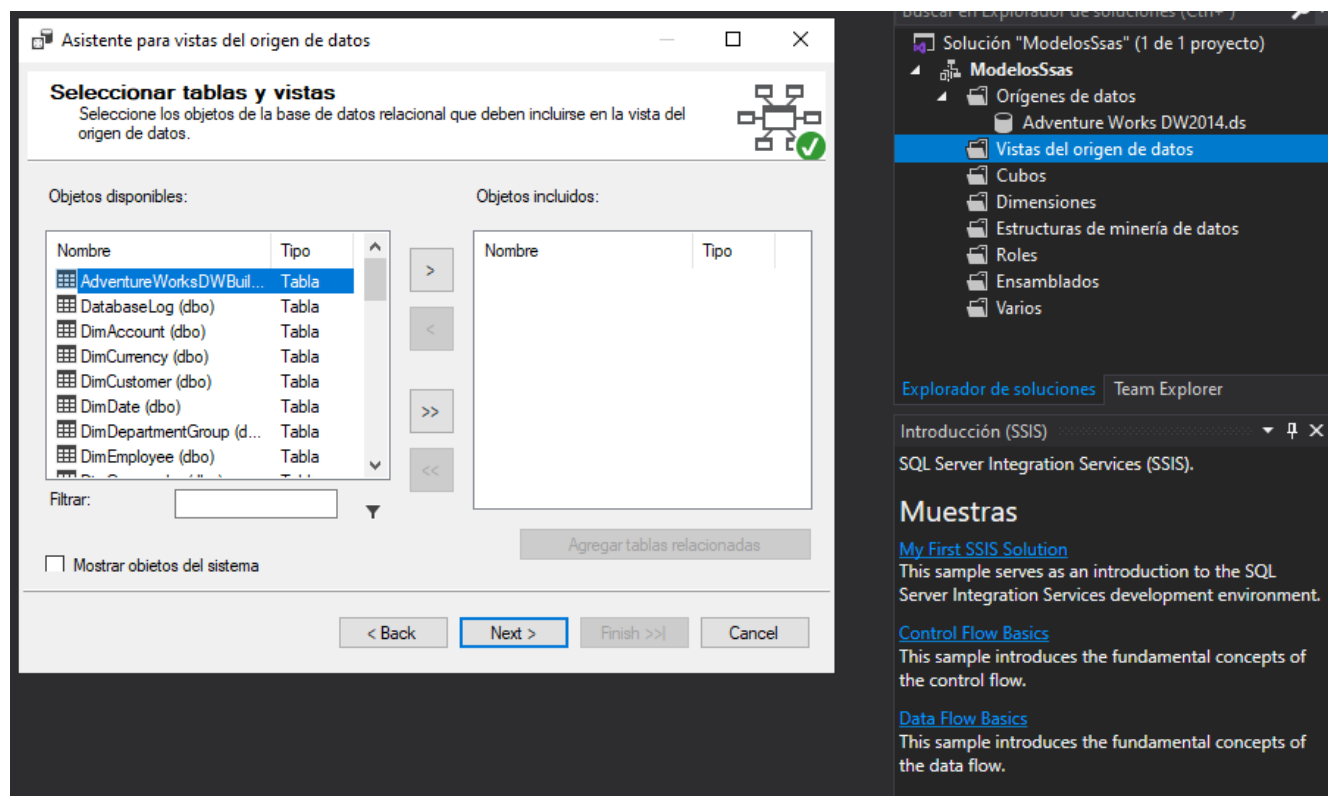 Asistente para vistas del origen de datos
Seleccionar tablas y vistas
Seleccione los objetos de la base de datos relacional que deben incluirse en la vista del
origen de datos.
Objetos disponibles:
Nombre Tipo
AdventureWorksDWBuil... Tabla
DatabaseLog (dbo) Tabla
DimAccount (dbo) Tabla
DimCurrency (dbo) Tabla
DimCustomer (dbo) Tabla
DimDate (dbo) Tabla
DimDepartmentGroup (d... Tabla
DimEmployee (dbo) Tabla
Filtrar:
Mostrar objetos del sistema
>
<
>>
<<
Objetos incluidos:
Nombre Tipo
Agregar tablas relacionadas
< Back Next > Finish >>| Cancel
Buscar en Explorador de soluciones (Ctrl+ )
Solución "ModelosSsas" (1 de 1 proyecto)
ModelosSsas
Orígenes de datos
Adventure Works DW2014.ds
Vistas del origen de datos
Cubos
Dimensiones
Estructuras de minería de datos
Roles
Ensamblados
Varios
Explorador de soluciones Team Explorer
Introducción (SSIS)
SQL Server Integration Services (SSIS).
Muestras
My First SSIS Solution
This sample serves as an introduction to the SQL
Server Integration Services development environment.
Control Flow Basics
This sample introduces the fundamental concepts of
the control flow.
Data Flow Basics
This sample introduces the fundamental concepts of
the data flow.